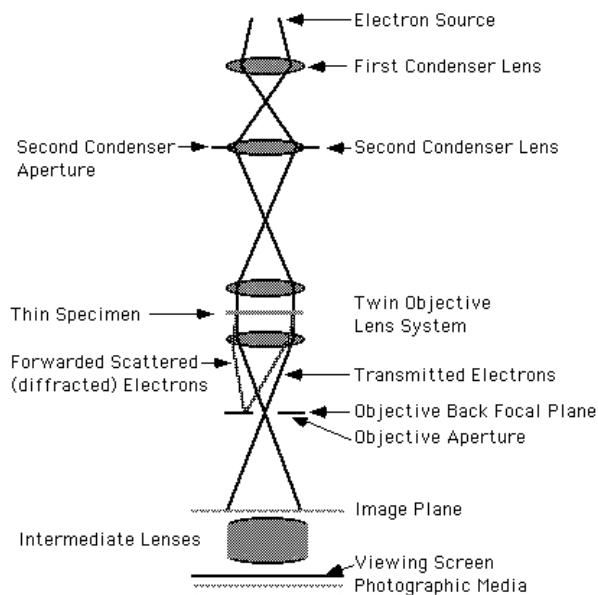 Electron Source
First Condenser Lens
Second Condenser
Aperture
Second Condenser Lens
Thin Specimen
Twin Objective
Lens System
Forwarded Scattered
(diffracted) Electrons
Transmitted Electrons
Objective Back Focal Plane
Objective Aperture
Image Plane
Intermediate Lenses
Viewing Screen
Photographic Media